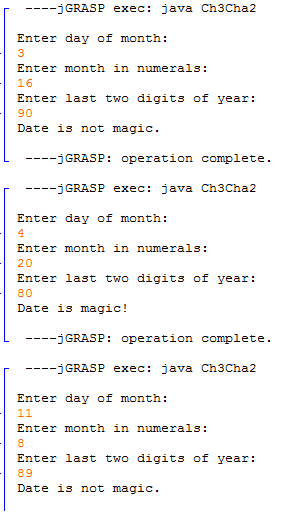 ----jGRASP exec: java Ch3Cha2
Enter day of month:
3
Enter month in numerals:
16
Enter last two digits of year:
90
Date is not magic.
----jGRASP: operation complete.
----jGRASP exec: java Ch3Cha2
Enter day of month:
4
Enter month in numerals:
20
Enter last two digits of year:
80
Date is magic!
----jGRASP: operation complete.
----jGRASP exec: java Ch3Cha2
Enter day of month:
11
Enter month in numerals:
8
Enter last two digits of year:
89
Date is not magic.